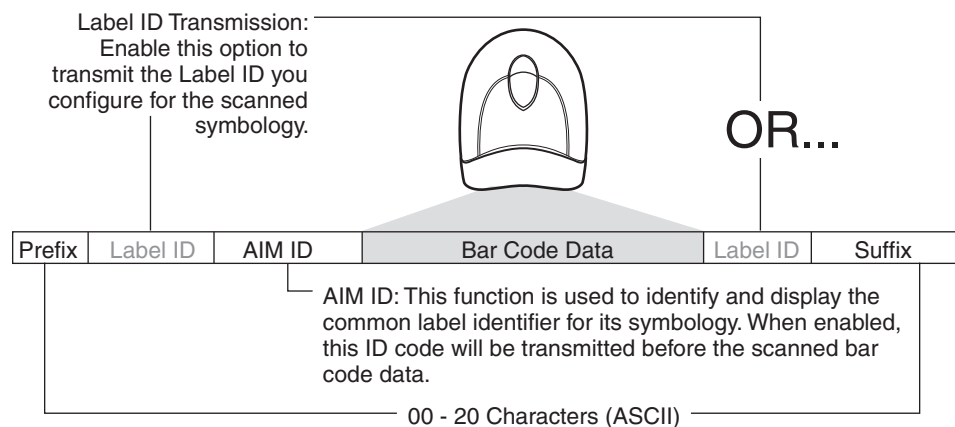 Label ID Transmission:
Enable this option to
transmit the Label ID you
configure for the scanned
symbology.
OR...
Prefix Label ID AIM ID Bar Code Data Label ID Suffix
AIM ID: This function is used to identify and display the
common label identifier for its symbology. When enabled,
this ID code will be transmitted before the scanned bar
code data.
00 - 20 Characters (ASCII)